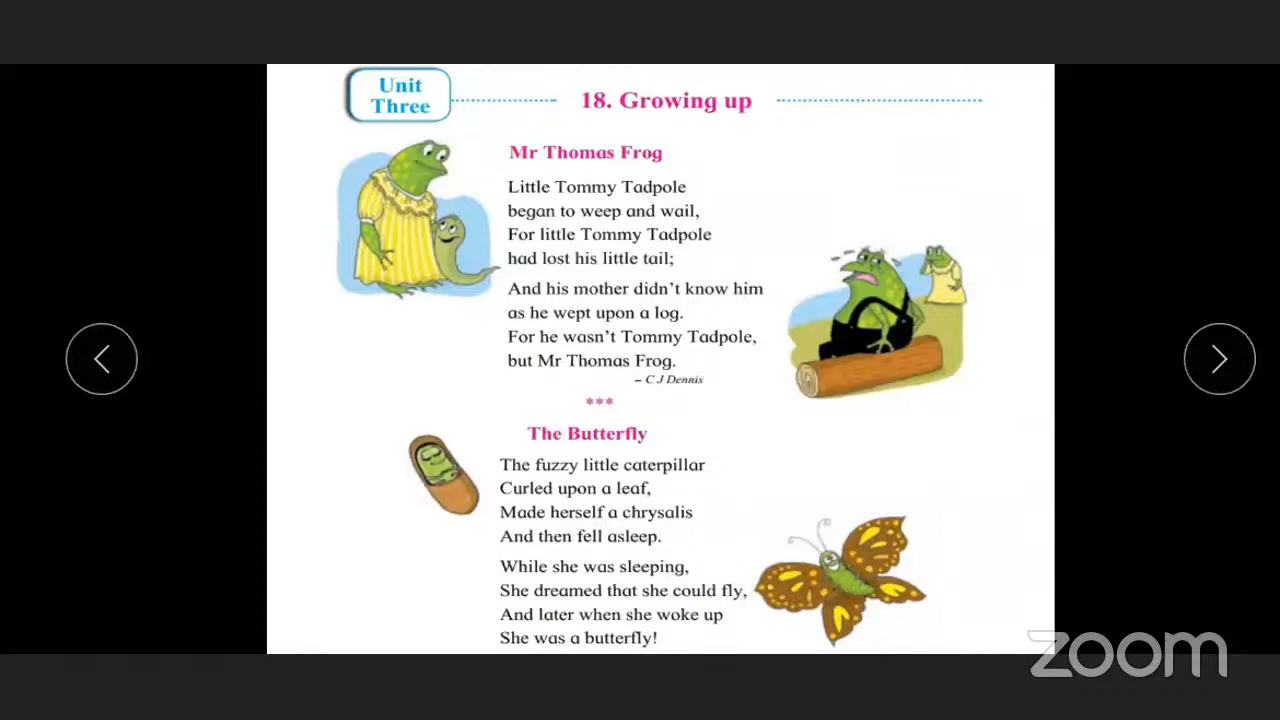 Unit
Three
18. Growing up
Mr Thomas Frog
Little Tommy Tadpole
began to weep and wail,
For little Tommy Tadpole
had lost his little tail;
And his mother didn't know him
as he wept upon a log.
For he wasn't Tommy Tadpole,
but Mr Thomas Frog.
– C J Dennis
***
The Butterfly
The fuzzy little caterpillar
Curled upon a leaf,
Made herself a chrysalis
And then fell asleep.
While she was sleeping,
She dreamed that she could fly,
And later when she woke up
She was a butterfly!
zoom